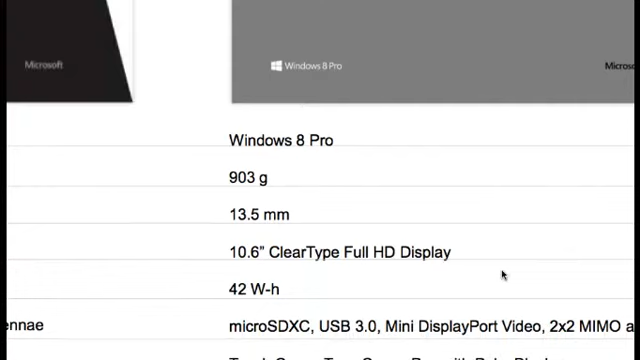 Microsoft
Windows 8 Pro
Windows 8 Pro
903 g
13.5 mm
10.6” ClearType Full HD Display
42 W-h
microSDXC, USB 3.0, Mini DisplayPort Video, 2x2 MIMO